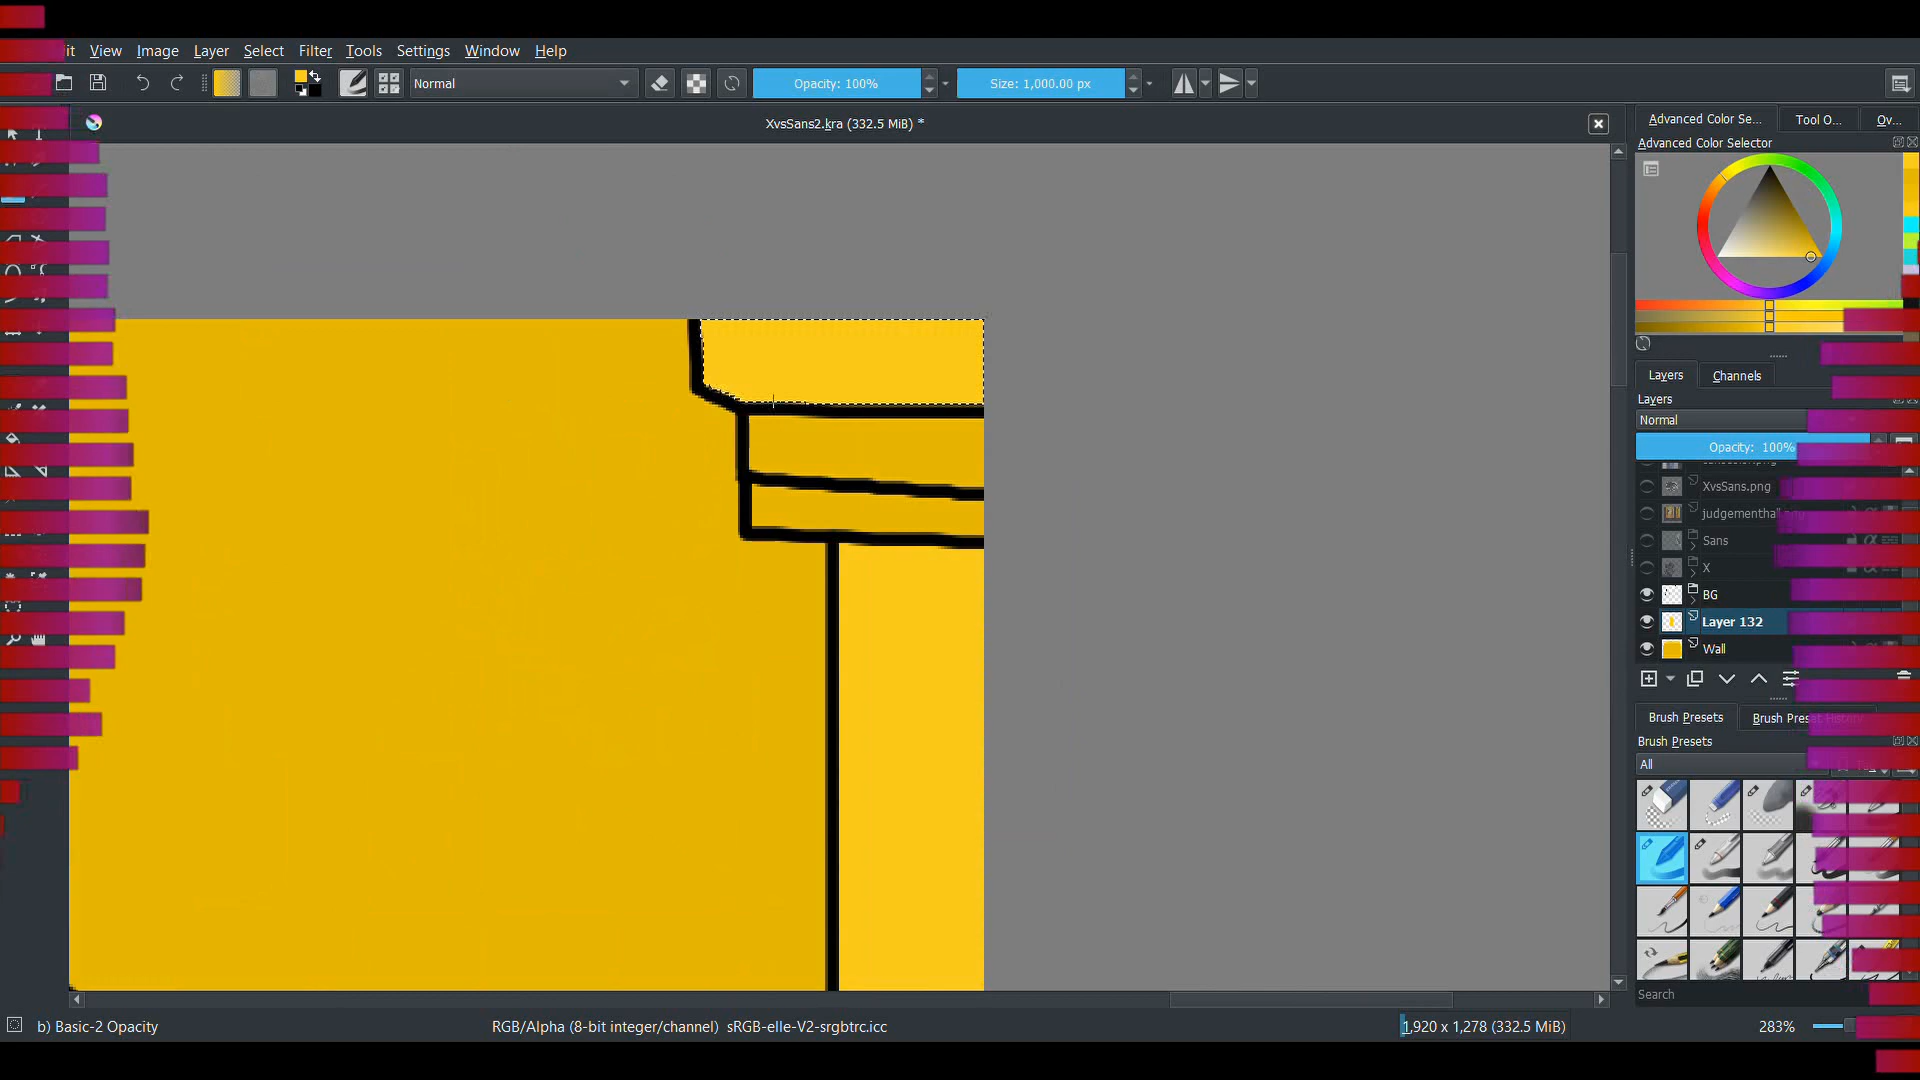 it View Image Layer Select Filter Tools Settings Window Help
Normal Opacity: 100% Size: 1,000.00 px
XvsSans2.kra (332.5 MiB) *
Advanced Color Se... Tool O... Ov...
Advanced Color Selector
Layers Channels
Layers
Normal
Opacity: 100%
XvsSans.png
Sans
X
BG
Layer 132
Wall
Brush Presets Brush Preset History
Brush Presets
All
Search
b) Basic-2 Opacity RGB/Alpha (8-bit integer/channel) sRGB-elle-V2-srgbtrc.icc 1,920 x 1,278 (332.5 MiB) 283%